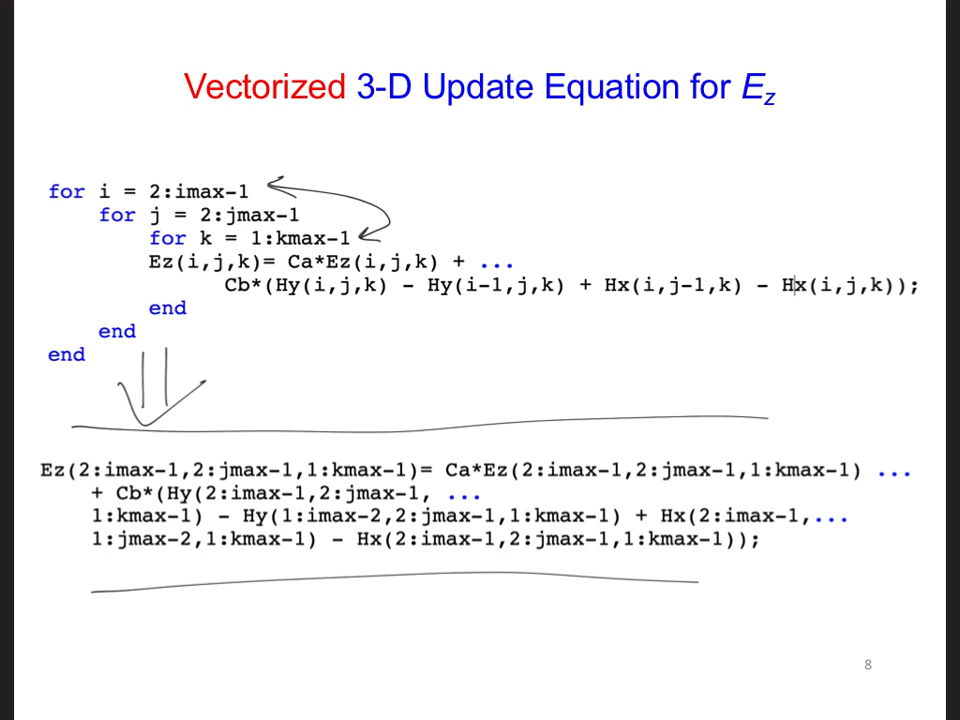 Vectorized 3-D Update Equation for Ez
for i = 2:imax-1
for j = 2:jmax-1
for k = 1:kmax-1
Ez(i,j,k)= Ca*Ez(i,j,k) + ...
Cb*(Hy(i,j,k) - Hy(i-1,j,k) + Hx(i,j-1,k) - Hx(i,j,k));
end
end
end
Ez(2:imax-1,2:jmax-1,1:kmax-1)= Ca*Ez(2:imax-1,2:jmax-1,1:kmax-1) ...
+ Cb*(Hy(2:imax-1,2:jmax-1, ...
1:kmax-1) - Hy(1:imax-2,2:jmax-1,1:kmax-1) + Hx(2:imax-1,...
1:jmax-2,1:kmax-1) - Hx(2:imax-1,2:jmax-1,1:kmax-1));
8